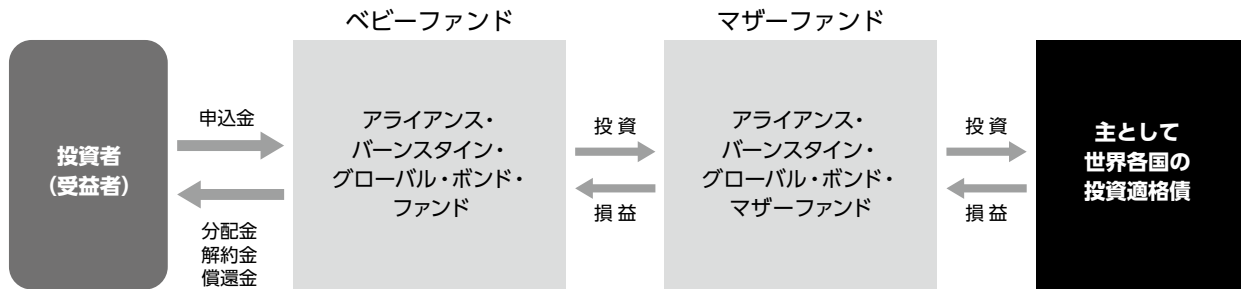 ベビーファンド
マザーファンド
投資者
(受益者)
申込金
分配金
解約金
償還金
アライアンス・
バーンスタイン・
グローバル・ボンド・
ファンド
投資
損益
アライアンス・
バーンスタイン・
グローバル・ボンド・
マザーファンド
投資
損益
主として
世界各国の
投資適格債